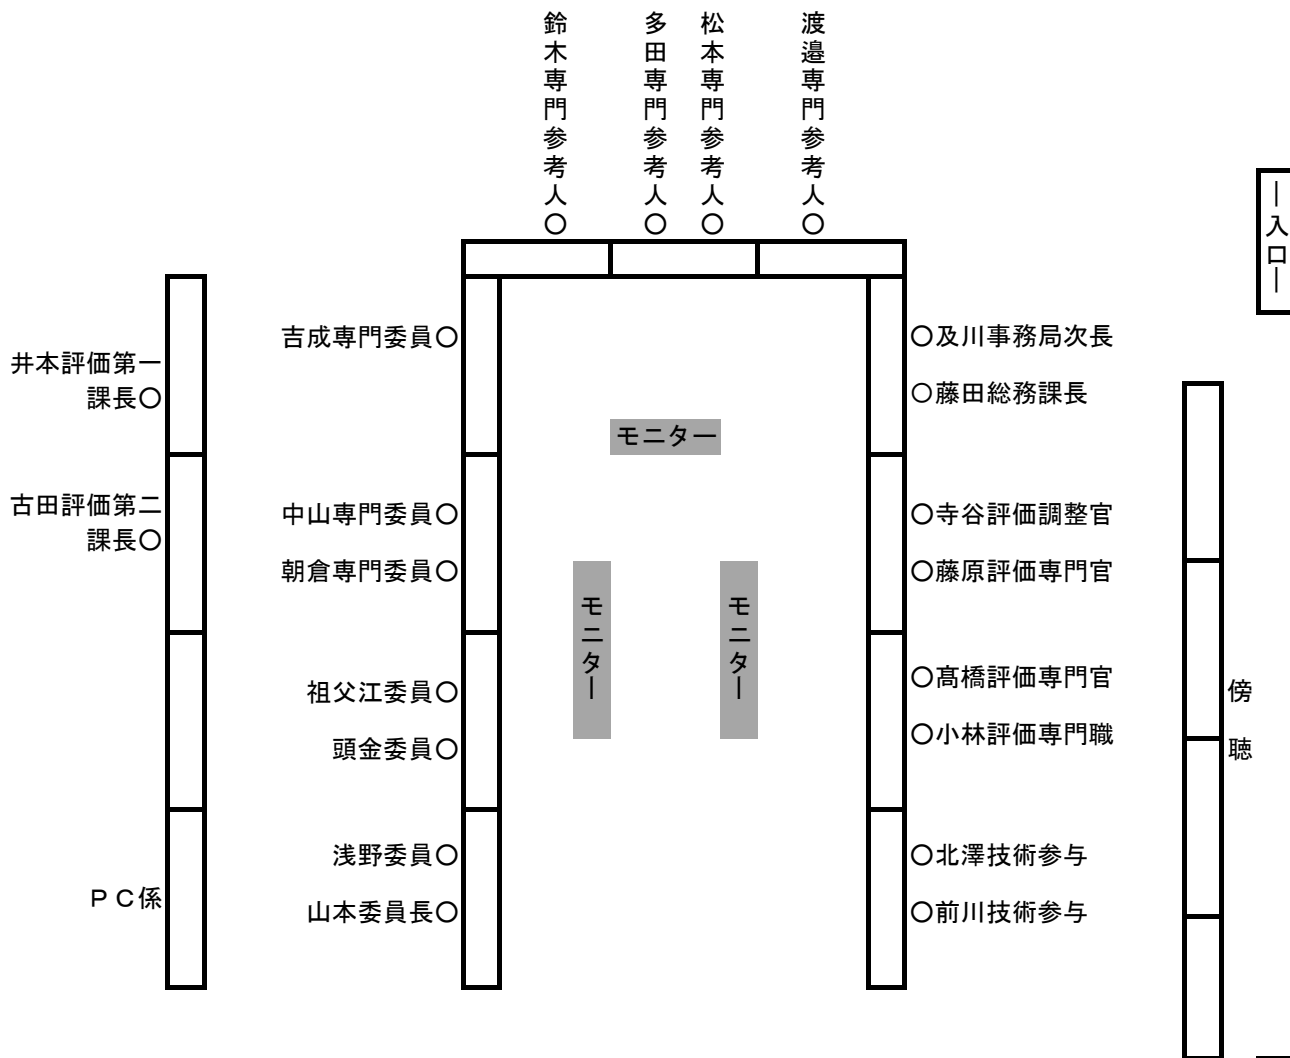 鈴木専門参考人○
多田専門参考人○
松本専門参考人○
渡邉専門参考人○
―入口―
吉成専門委員○
○及川事務局次長
井本評価第一
課長○
○藤田総務課長
モニター
古田評価第二
課長○
中山専門委員○
○寺谷評価調整官
朝倉専門委員○
○藤原評価専門官
モニター
モニター
祖父江委員○
○髙橋評価専門官
頭金委員○
○小林評価専門職
傍聴
浅野委員○
○北澤技術参与
ＰＣ係
山本委員長○
○前川技術参与